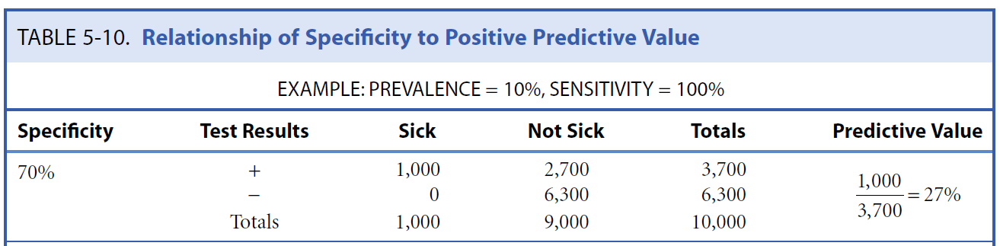 TABLE 5-10. Relationship of Specificity to Positive Predictive Value
EXAMPLE: PREVALENCE = 10%, SENSITIVITY = 100%
Specificity Test Results Sick Not Sick Totals Predictive Value
70% + 1,000 2,700 3,700
− 0 6,300 6,300
Totals 1,000 9,000 10,000
1,000
3,700
= 27%